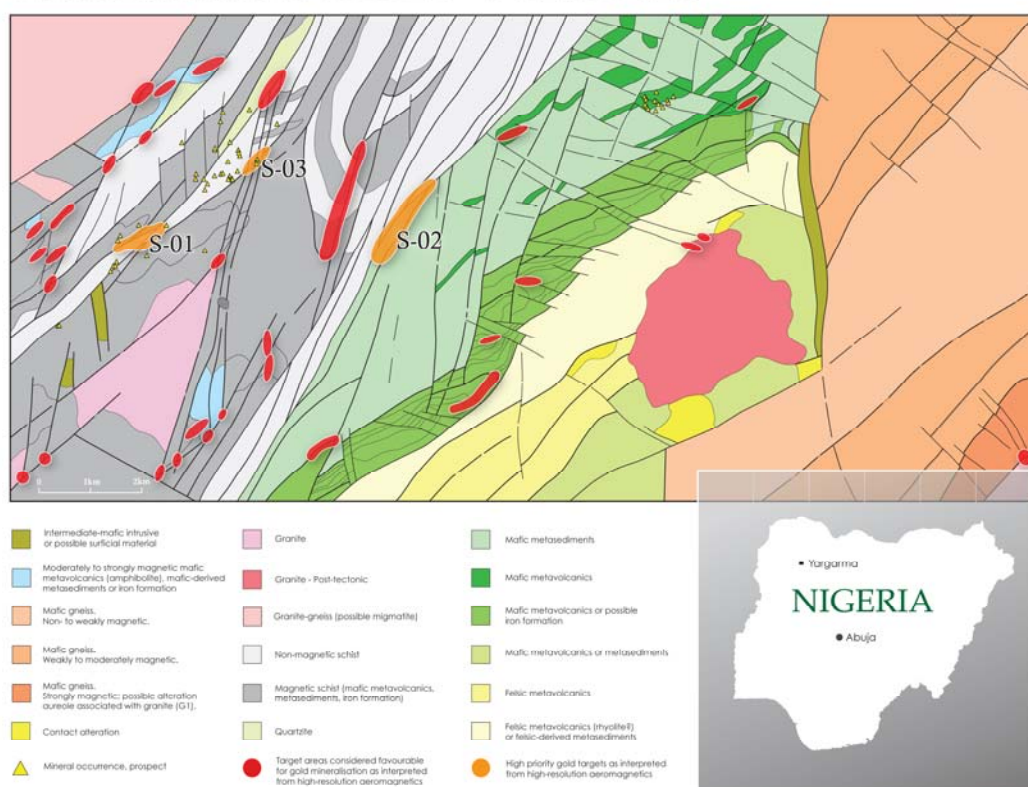 S-03
S-01
S-02
0 1km 2km
Intermediate-mafic intrusive
or possible surficial material
Moderately to strongly magnetic mafic
metavolcanics (amphibolite), mafic-derived
metasediments or iron formation
Mafic gneiss.
Non- to weakly magnetic.
Mafic gneiss.
Weakly to moderately magnetic.
Mafic gneiss.
Strongly magnetic; possible alteration
aureole associated with granite (G1).
Contact alteration
Mineral occurrence, prospect
Granite
Granite - Post-tectonic
Granite-gneiss (possible migmatite)
Non-magnetic schist
Magnetic schist (mafic metavolcanics,
metasediments, iron formation)
Quartzite
Target areas considered favourable
for gold mineralisation as interpreted
from high-resolution aeromagnetics
Mafic metasediments
Mafic metavolcanics
Mafic metavolcanics or possible
iron formation
Mafic metavolcanics or metasediments
Felsic metavolcanics
Felsic metavolcanics (rhyolite?)
or felsic-derived metasediments
High priority gold targets as interpreted
from high-resolution aeromagnetics
Yargarma
NIGERIA
Abuja